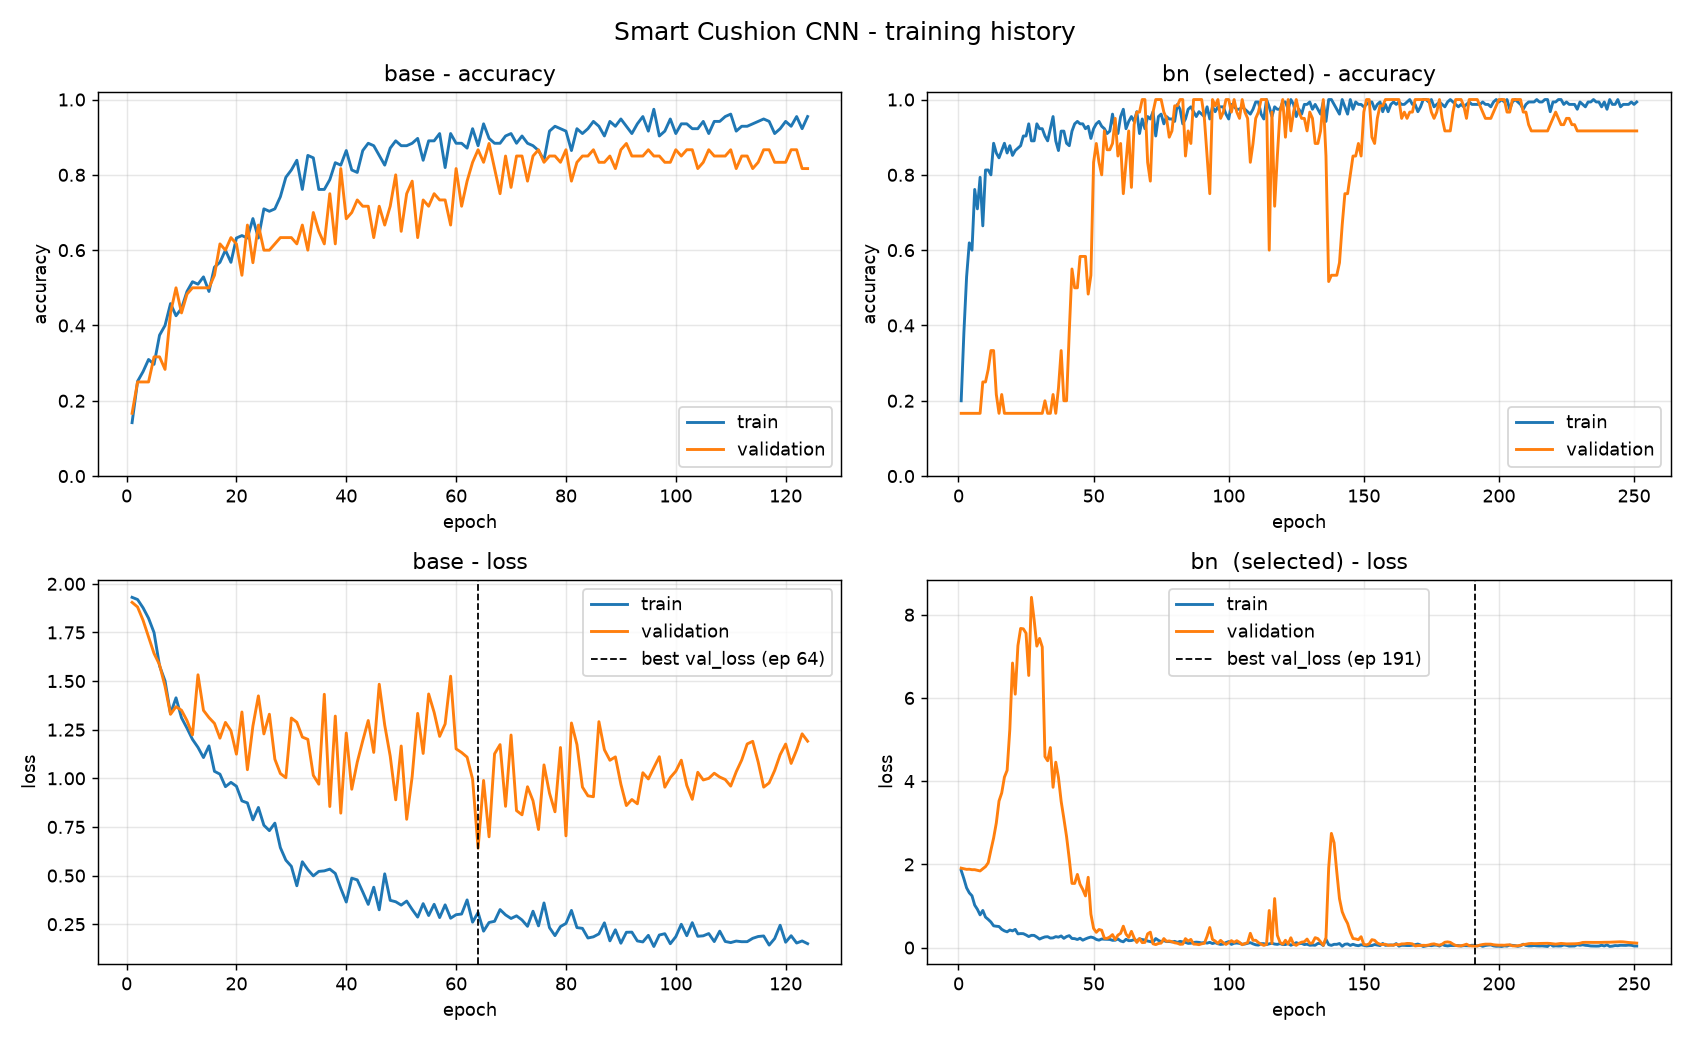 Smart Cushion CNN - training history
base - accuracy
1.0
0.8
0.6
0.4
0.2
0.0
accuracy
0 20 40 60 80 100 120
epoch
train
validation
bn (selected) - accuracy
1.0
0.8
0.6
0.4
0.2
0.0
accuracy
0 50 100 150 200 250
epoch
train
validation
base - loss
2.00
1.75
1.50
1.25
1.00
0.75
0.50
0.25
loss
0 20 40 60 80 100 120
epoch
train
validation
best val_loss (ep 64)
bn (selected) - loss
8
6
4
2
0
loss
0 50 100 150 200 250
epoch
train
validation
best val_loss (ep 191)